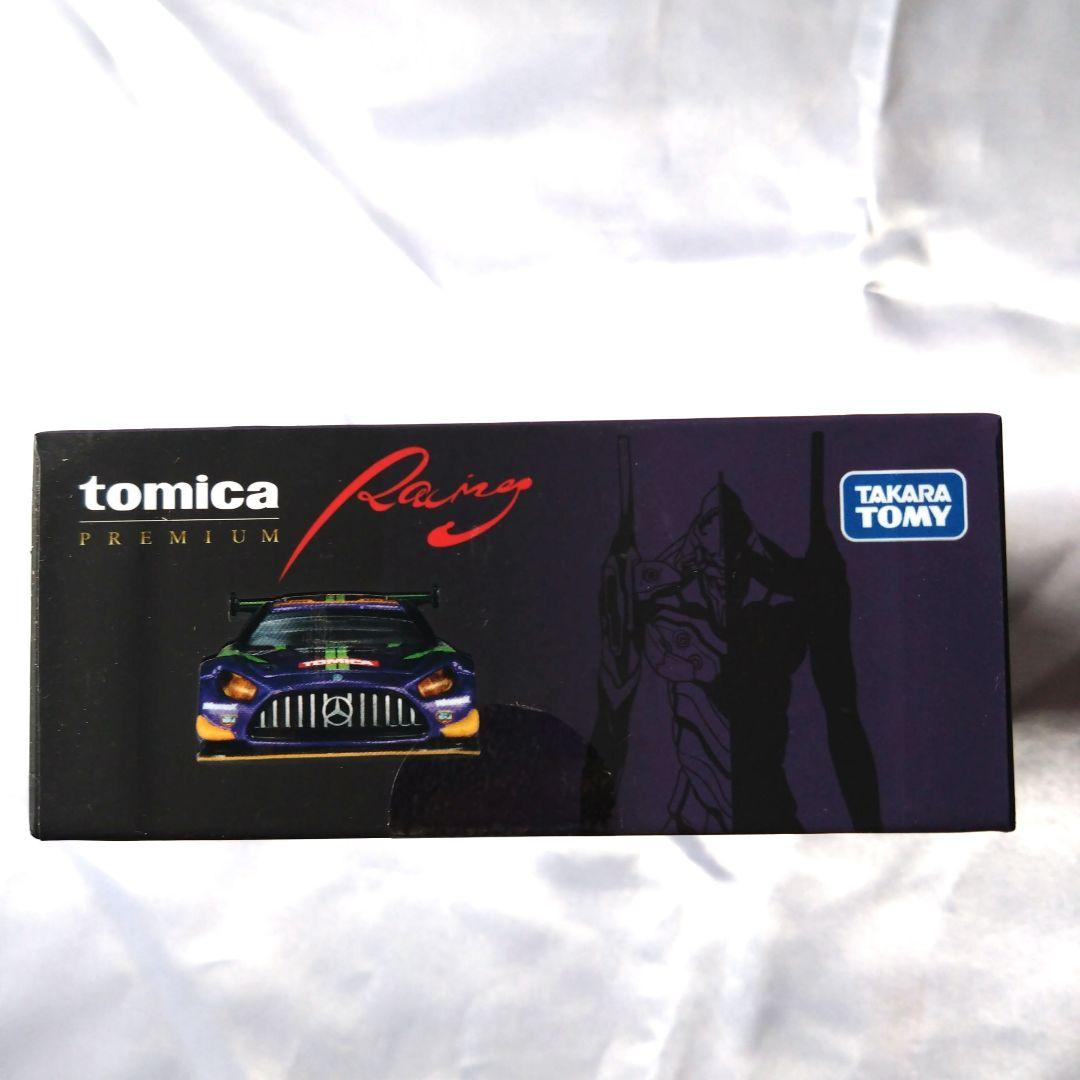 tomica
PREMIUM
Racing
TAKARA
TOMY
TOMICA